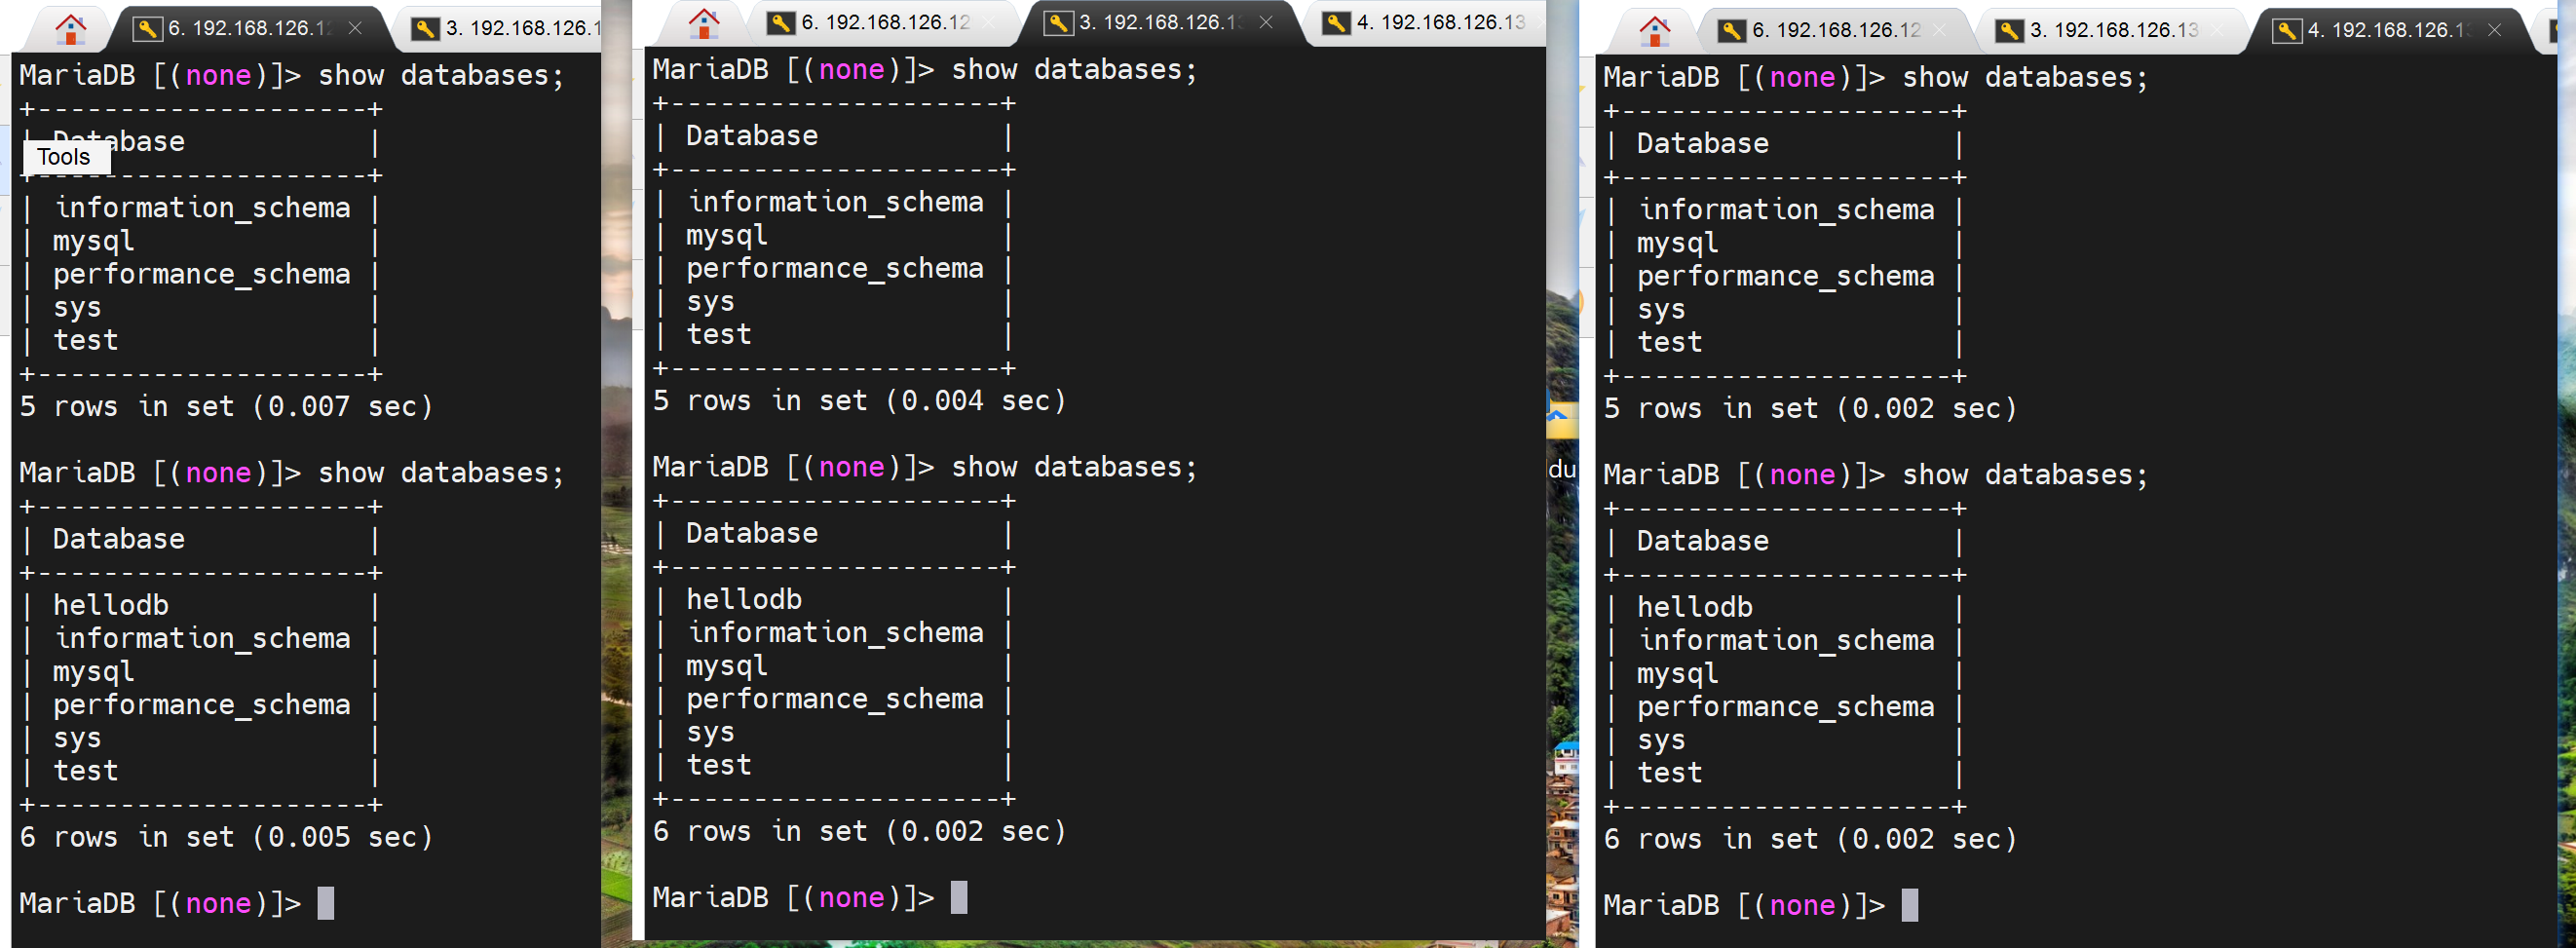 6. 192.168.126.12
3. 192.168.126.1
MariaDB [(none)]> show databases;
+--------------------+
| Database           |
Tools
+--------------------+
| information_schema |
| mysql              |
| performance_schema |
| sys                |
| test               |
+--------------------+
5 rows in set (0.007 sec)
MariaDB [(none)]> show databases;
+--------------------+
| Database           |
+--------------------+
| hellodb            |
| information_schema |
| mysql              |
| performance_schema |
| sys                |
| test               |
+--------------------+
6 rows in set (0.005 sec)
MariaDB [(none)]>
6. 192.168.126.12
3. 192.168.126.13
4. 192.168.126.13
MariaDB [(none)]> show databases;
+--------------------+
| Database           |
+--------------------+
| information_schema |
| mysql              |
| performance_schema |
| sys                |
| test               |
+--------------------+
5 rows in set (0.004 sec)
MariaDB [(none)]> show databases;
+--------------------+
| Database           |
+--------------------+
| hellodb            |
| information_schema |
| mysql              |
| performance_schema |
| sys                |
| test               |
+--------------------+
6 rows in set (0.002 sec)
MariaDB [(none)]>
du
6. 192.168.126.12
3. 192.168.126.13
4. 192.168.126.13
MariaDB [(none)]> show databases;
+--------------------+
| Database           |
+--------------------+
| information_schema |
| mysql              |
| performance_schema |
| sys                |
| test               |
+--------------------+
5 rows in set (0.002 sec)
MariaDB [(none)]> show databases;
+--------------------+
| Database           |
+--------------------+
| hellodb            |
| information_schema |
| mysql              |
| performance_schema |
| sys                |
| test               |
+--------------------+
6 rows in set (0.002 sec)
MariaDB [(none)]>